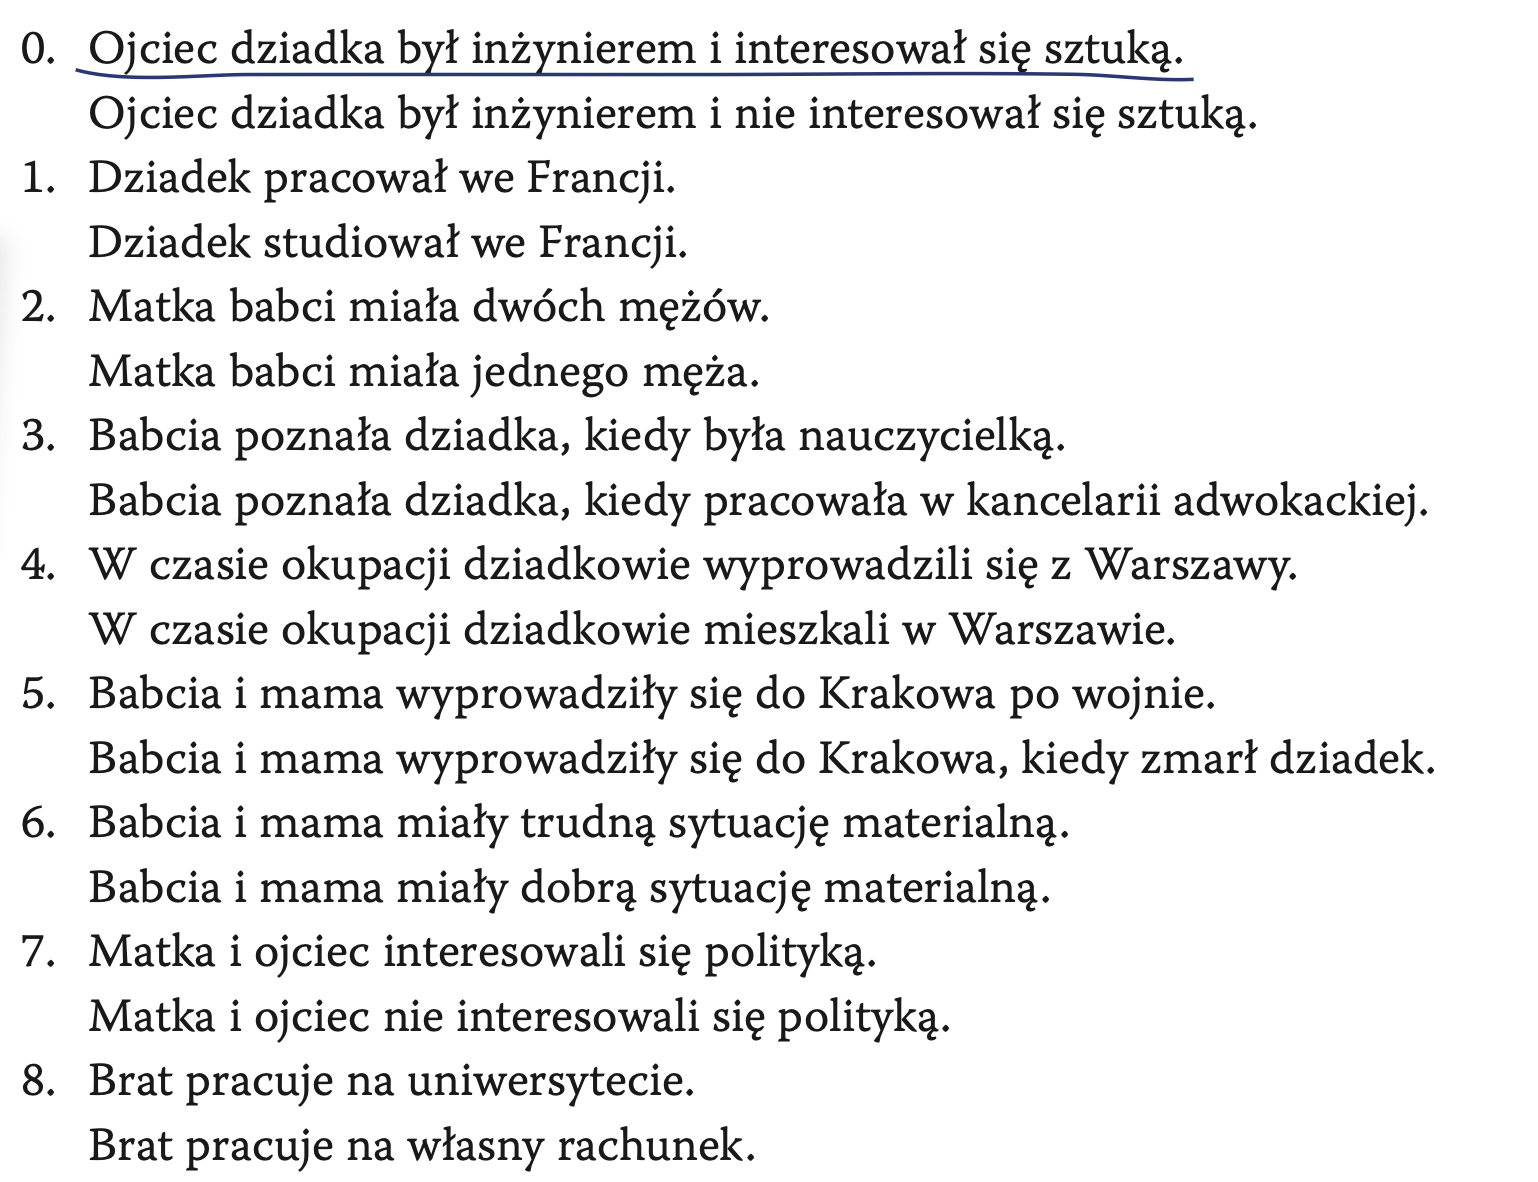 0. Ojciec dziadka był inżynierem i interesował się sztuką.
Ojciec dziadka był inżynierem i nie interesował się sztuką.
1. Dziadek pracował we Francji.
Dziadek studiował we Francji.
2. Matka babci miała dwóch mężów.
Matka babci miała jednego męża.
3. Babcia poznała dziadka, kiedy była nauczycielką.
Babcia poznała dziadka, kiedy pracowała w kancelarii adwokackiej.
4. W czasie okupacji dziadkowie wyprowadzili się z Warszawy.
W czasie okupacji dziadkowie mieszkali w Warszawie.
5. Babcia i mama wyprowadziły się do Krakowa po wojnie.
Babcia i mama wyprowadziły się do Krakowa, kiedy zmarł dziadek.
6. Babcia i mama miały trudną sytuację materialną.
Babcia i mama miały dobrą sytuację materialną.
7. Matka i ojciec interesowali się polityką.
Matka i ojciec nie interesowali się polityką.
8. Brat pracuje na uniwersytecie.
Brat pracuje na własny rachunek.